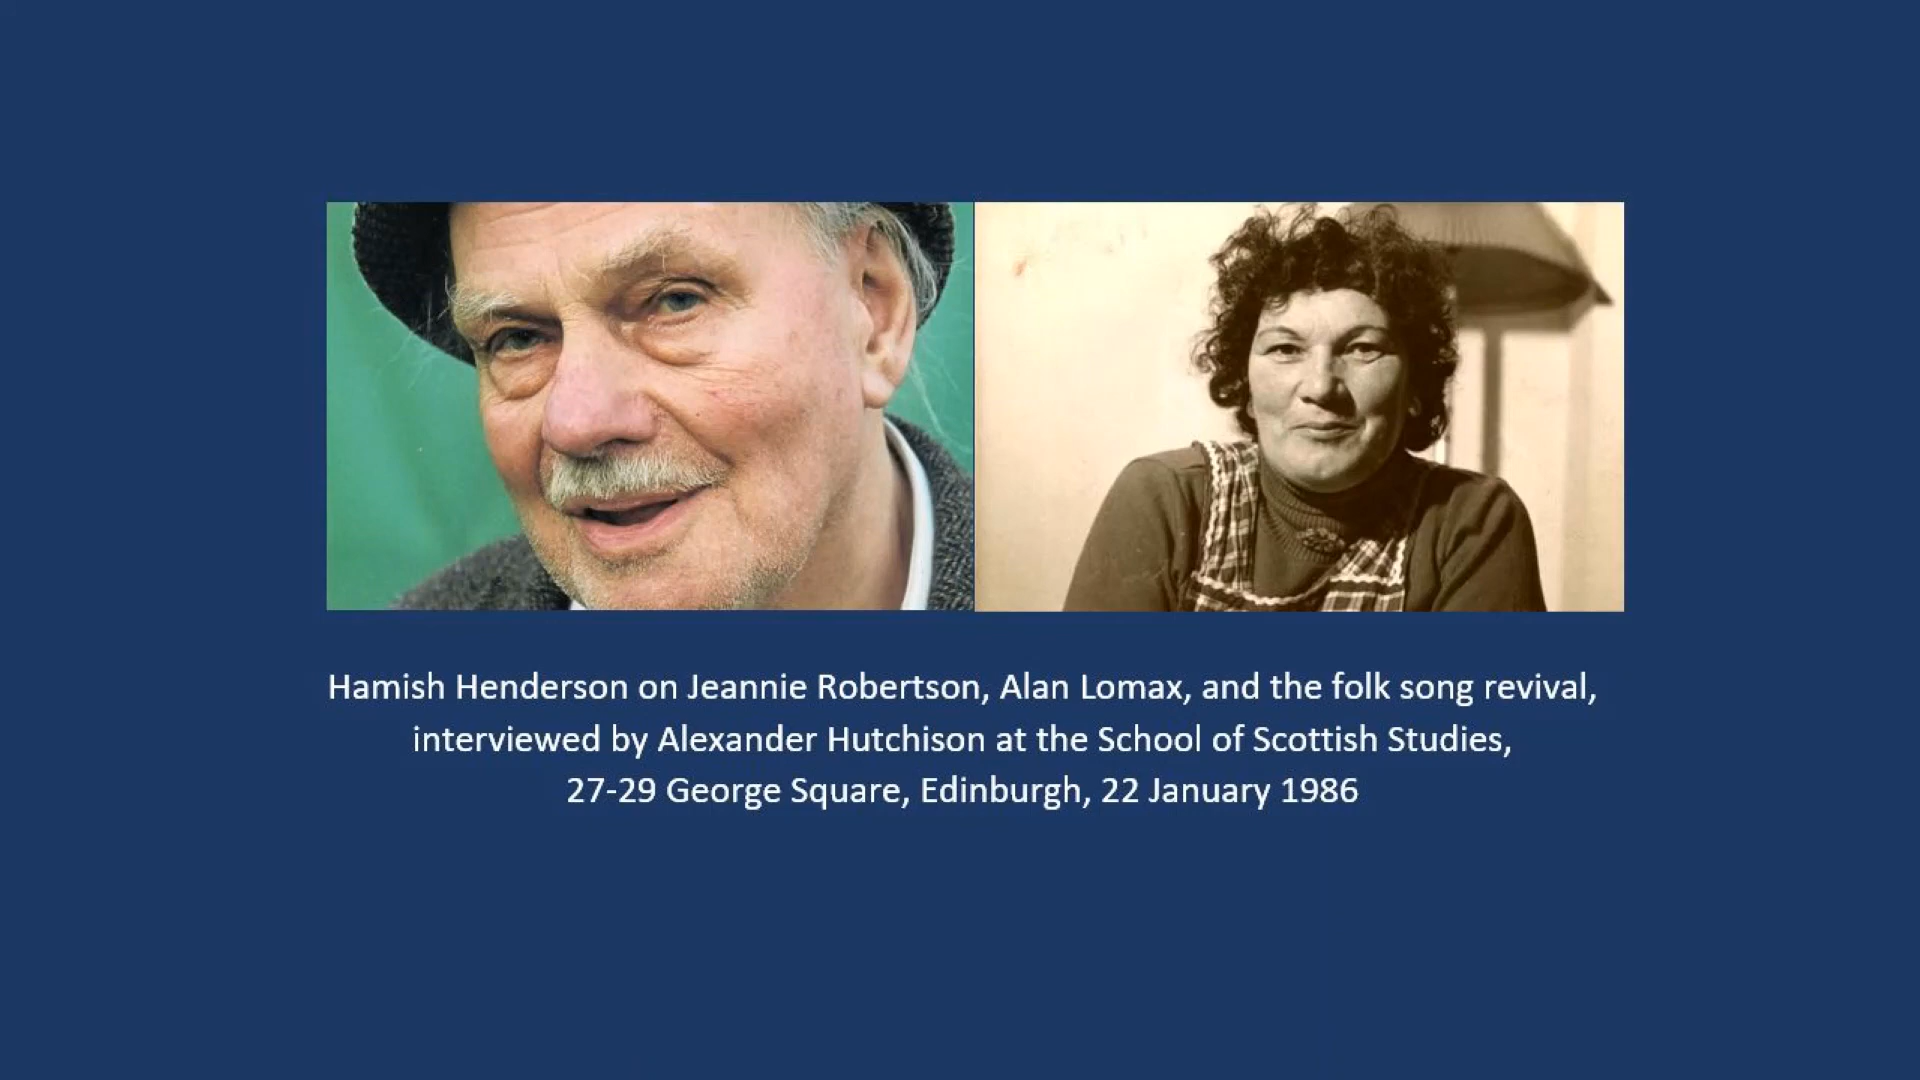 Hamish Henderson on Jeannie Robertson, Alan Lomax, and the folk song revival,
interviewed by Alexander Hutchison at the School of Scottish Studies,
27-29 George Square, Edinburgh, 22 January 1986